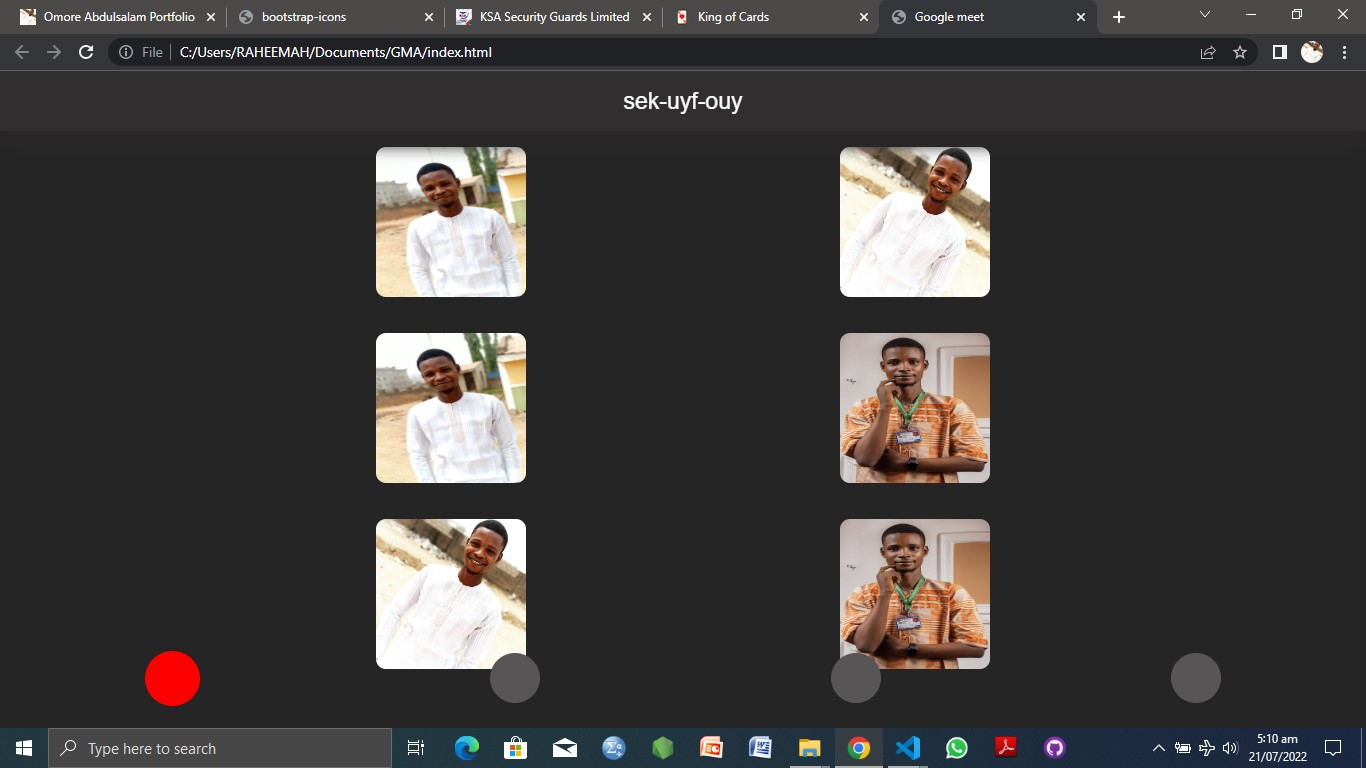 Omore Abdulsalam Portfolio
bootstrap-icons
KSA Security Guards Limited
King of Cards
Google meet
File
C:/Users/RAHEEMAH/Documents/GMA/index.html
sek-uyf-ouy
Type here to search
5:10 am
21/07/2022